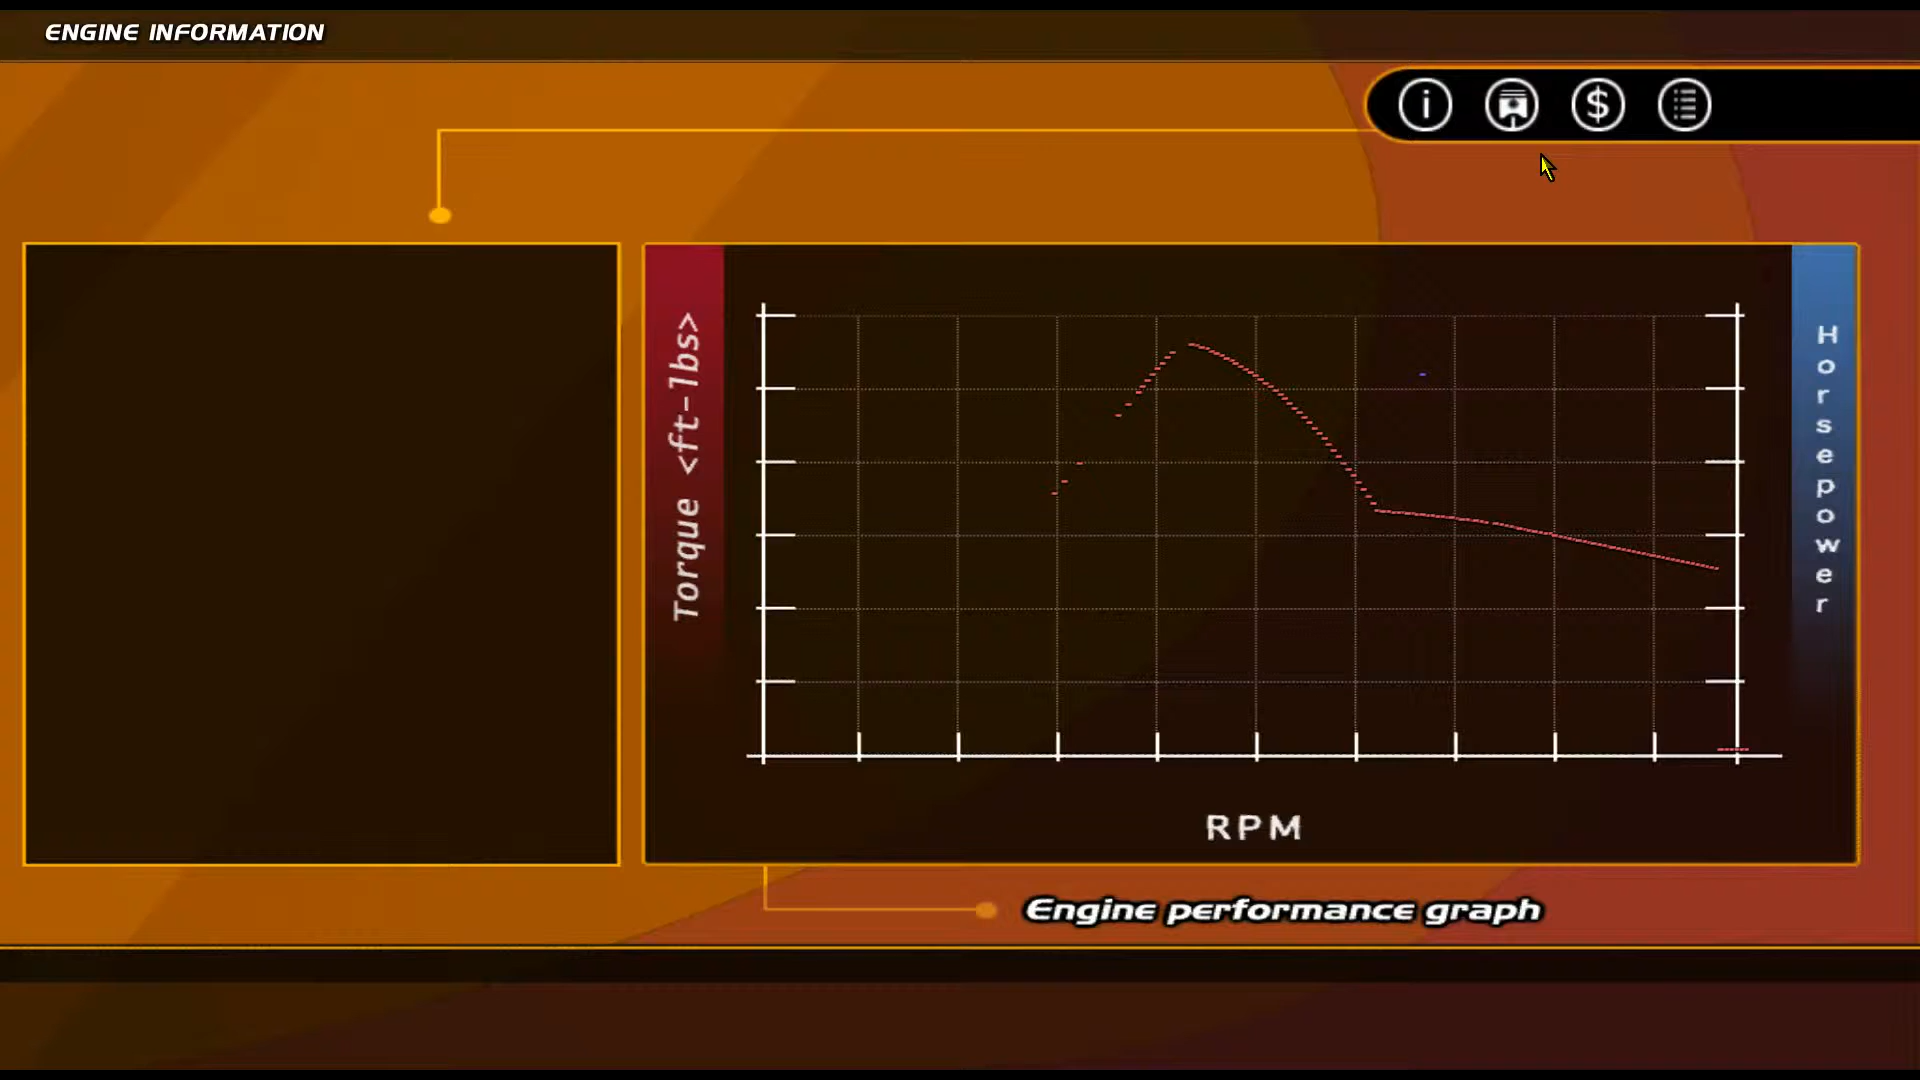 ENGINE INFORMATION
i
$
Torque <ft-lbs>
Horsepower
RPM
Engine performance graph